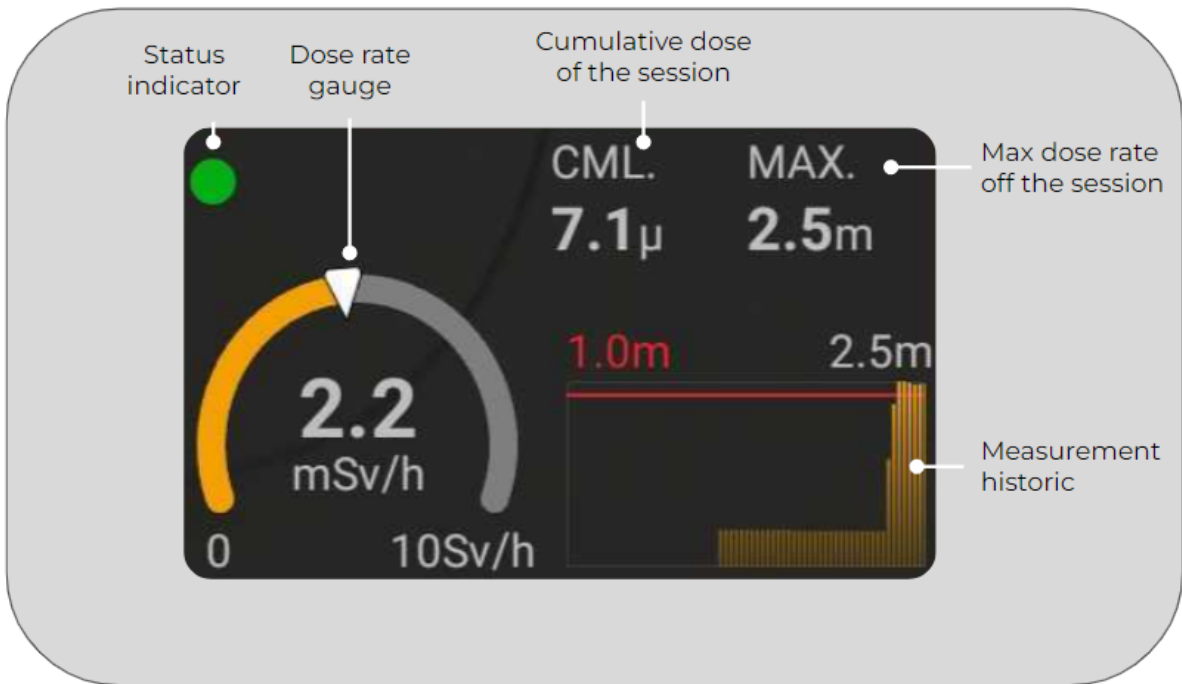 Status
indicator
Dose rate
gauge
Cumulative dose
of the session
Max dose rate
off the session
CML.
MAX.
7.1µ
2.5m
1.0m
2.5m
2.2
mSv/h
0
10Sv/h
Measurement
historic